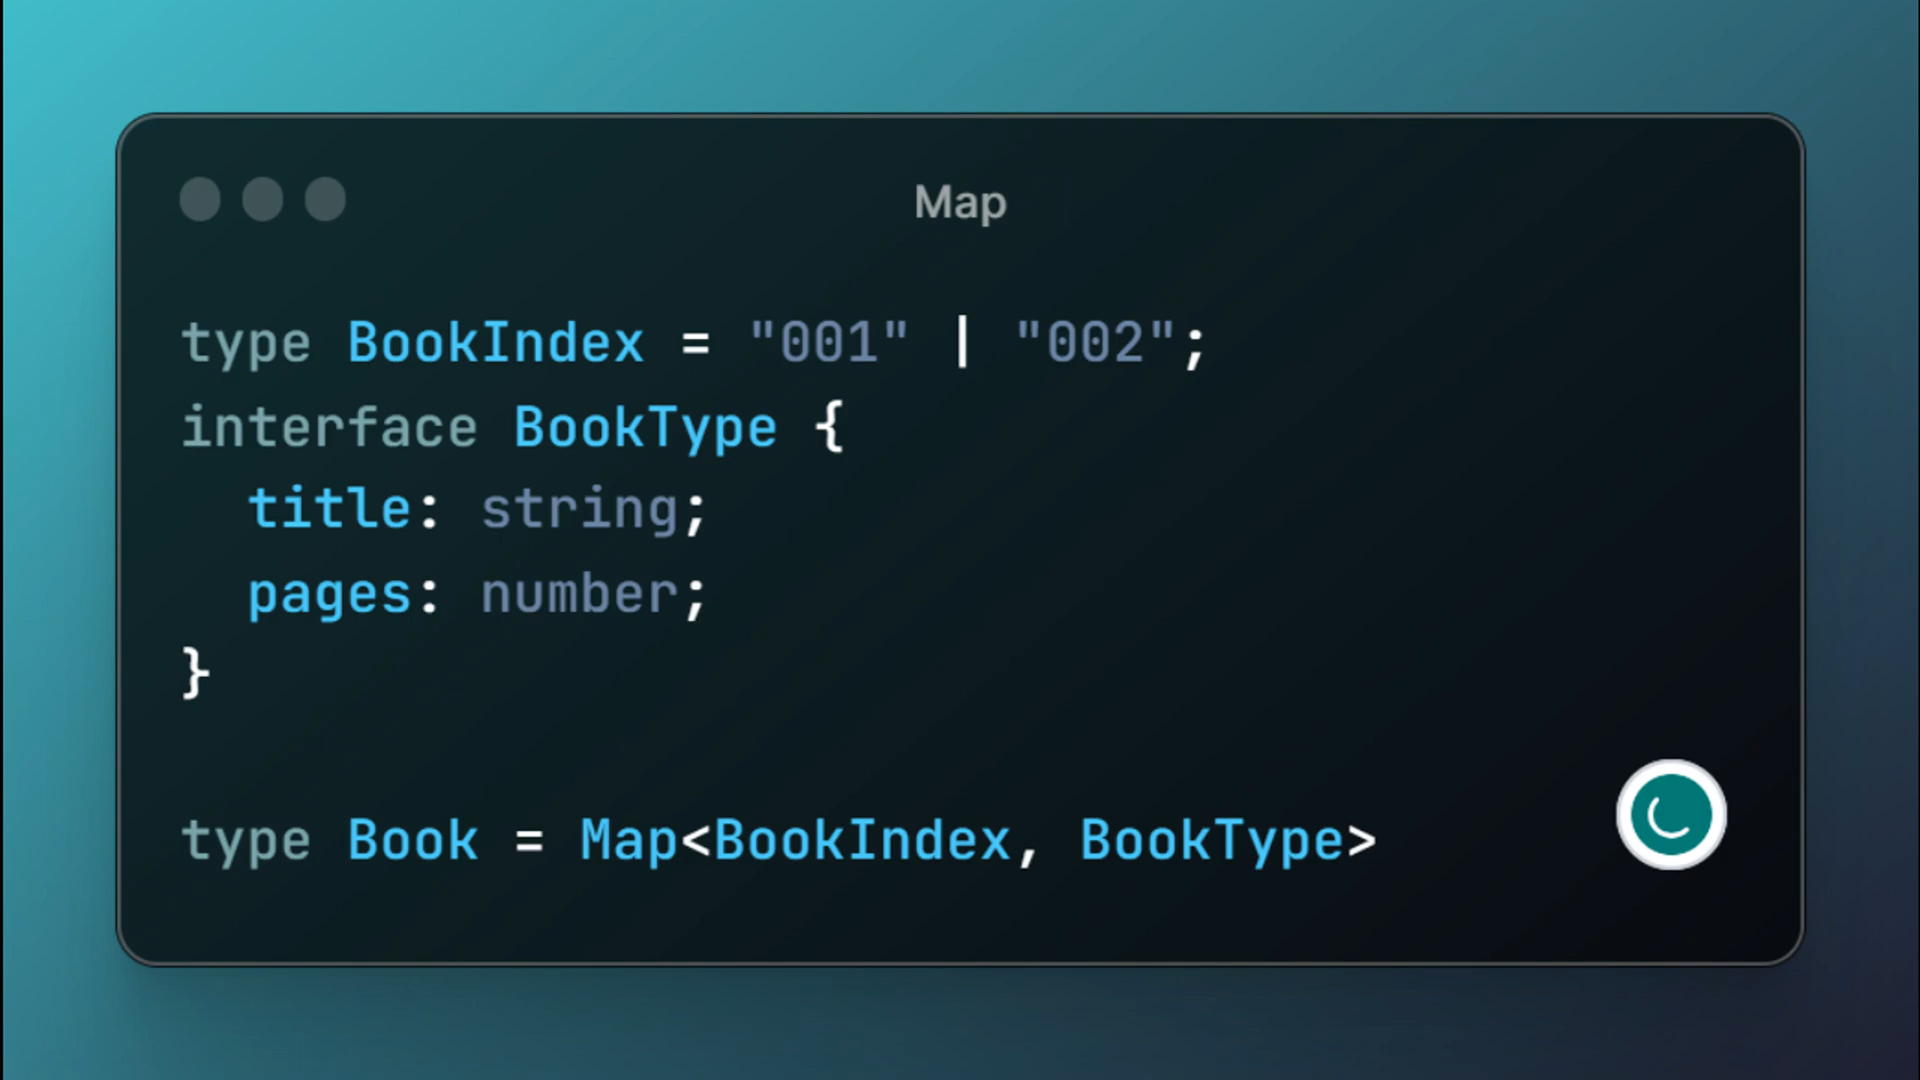 Map
type BookIndex = "001" | "002";
interface BookType {
  title: string;
  pages: number;
}
type Book = Map<BookIndex, BookType>